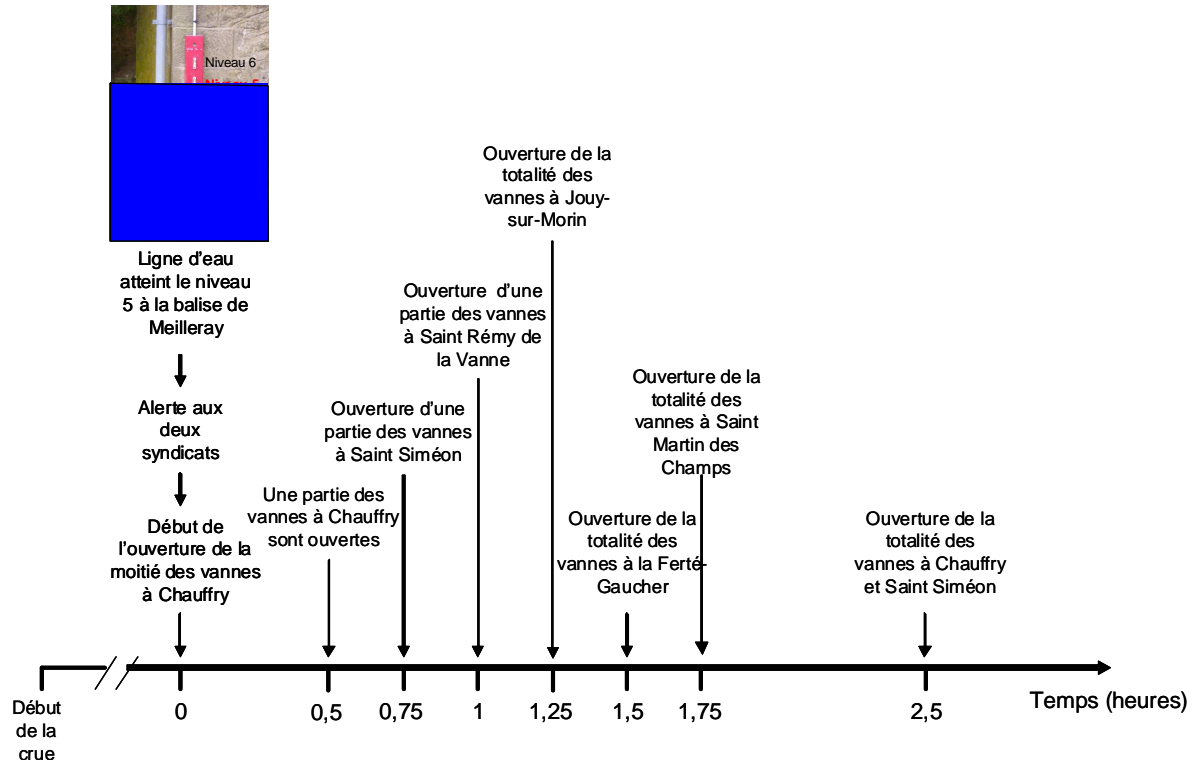 Niveau 6
Niveau 5
Ligne d'eau
atteint le niveau
5 à la balise de
Meilleray
Alerte aux
deux
syndicats
Début de
l'ouverture de la
moitié des vannes
à Chauffry
Une partie des
vannes à Chauffry
sont ouvertes
Ouverture d'une
partie des vannes
à Saint Siméon
Ouverture d'une
partie des vannes
à Saint Rémy de
la Vanne
Ouverture de la
totalité des
vannes à Jouy-
sur-Morin
Ouverture de la
totalité des
vannes à la Ferté-
Gaucher
Ouverture de la
totalité des
vannes à Saint
Martin des
Champs
Ouverture de la
totalité des
vannes à Chauffry
et Saint Siméon
Début
de la
crue
0
0,5
0,75
1
1,25
1,5
1,75
2,5
Temps (heures)